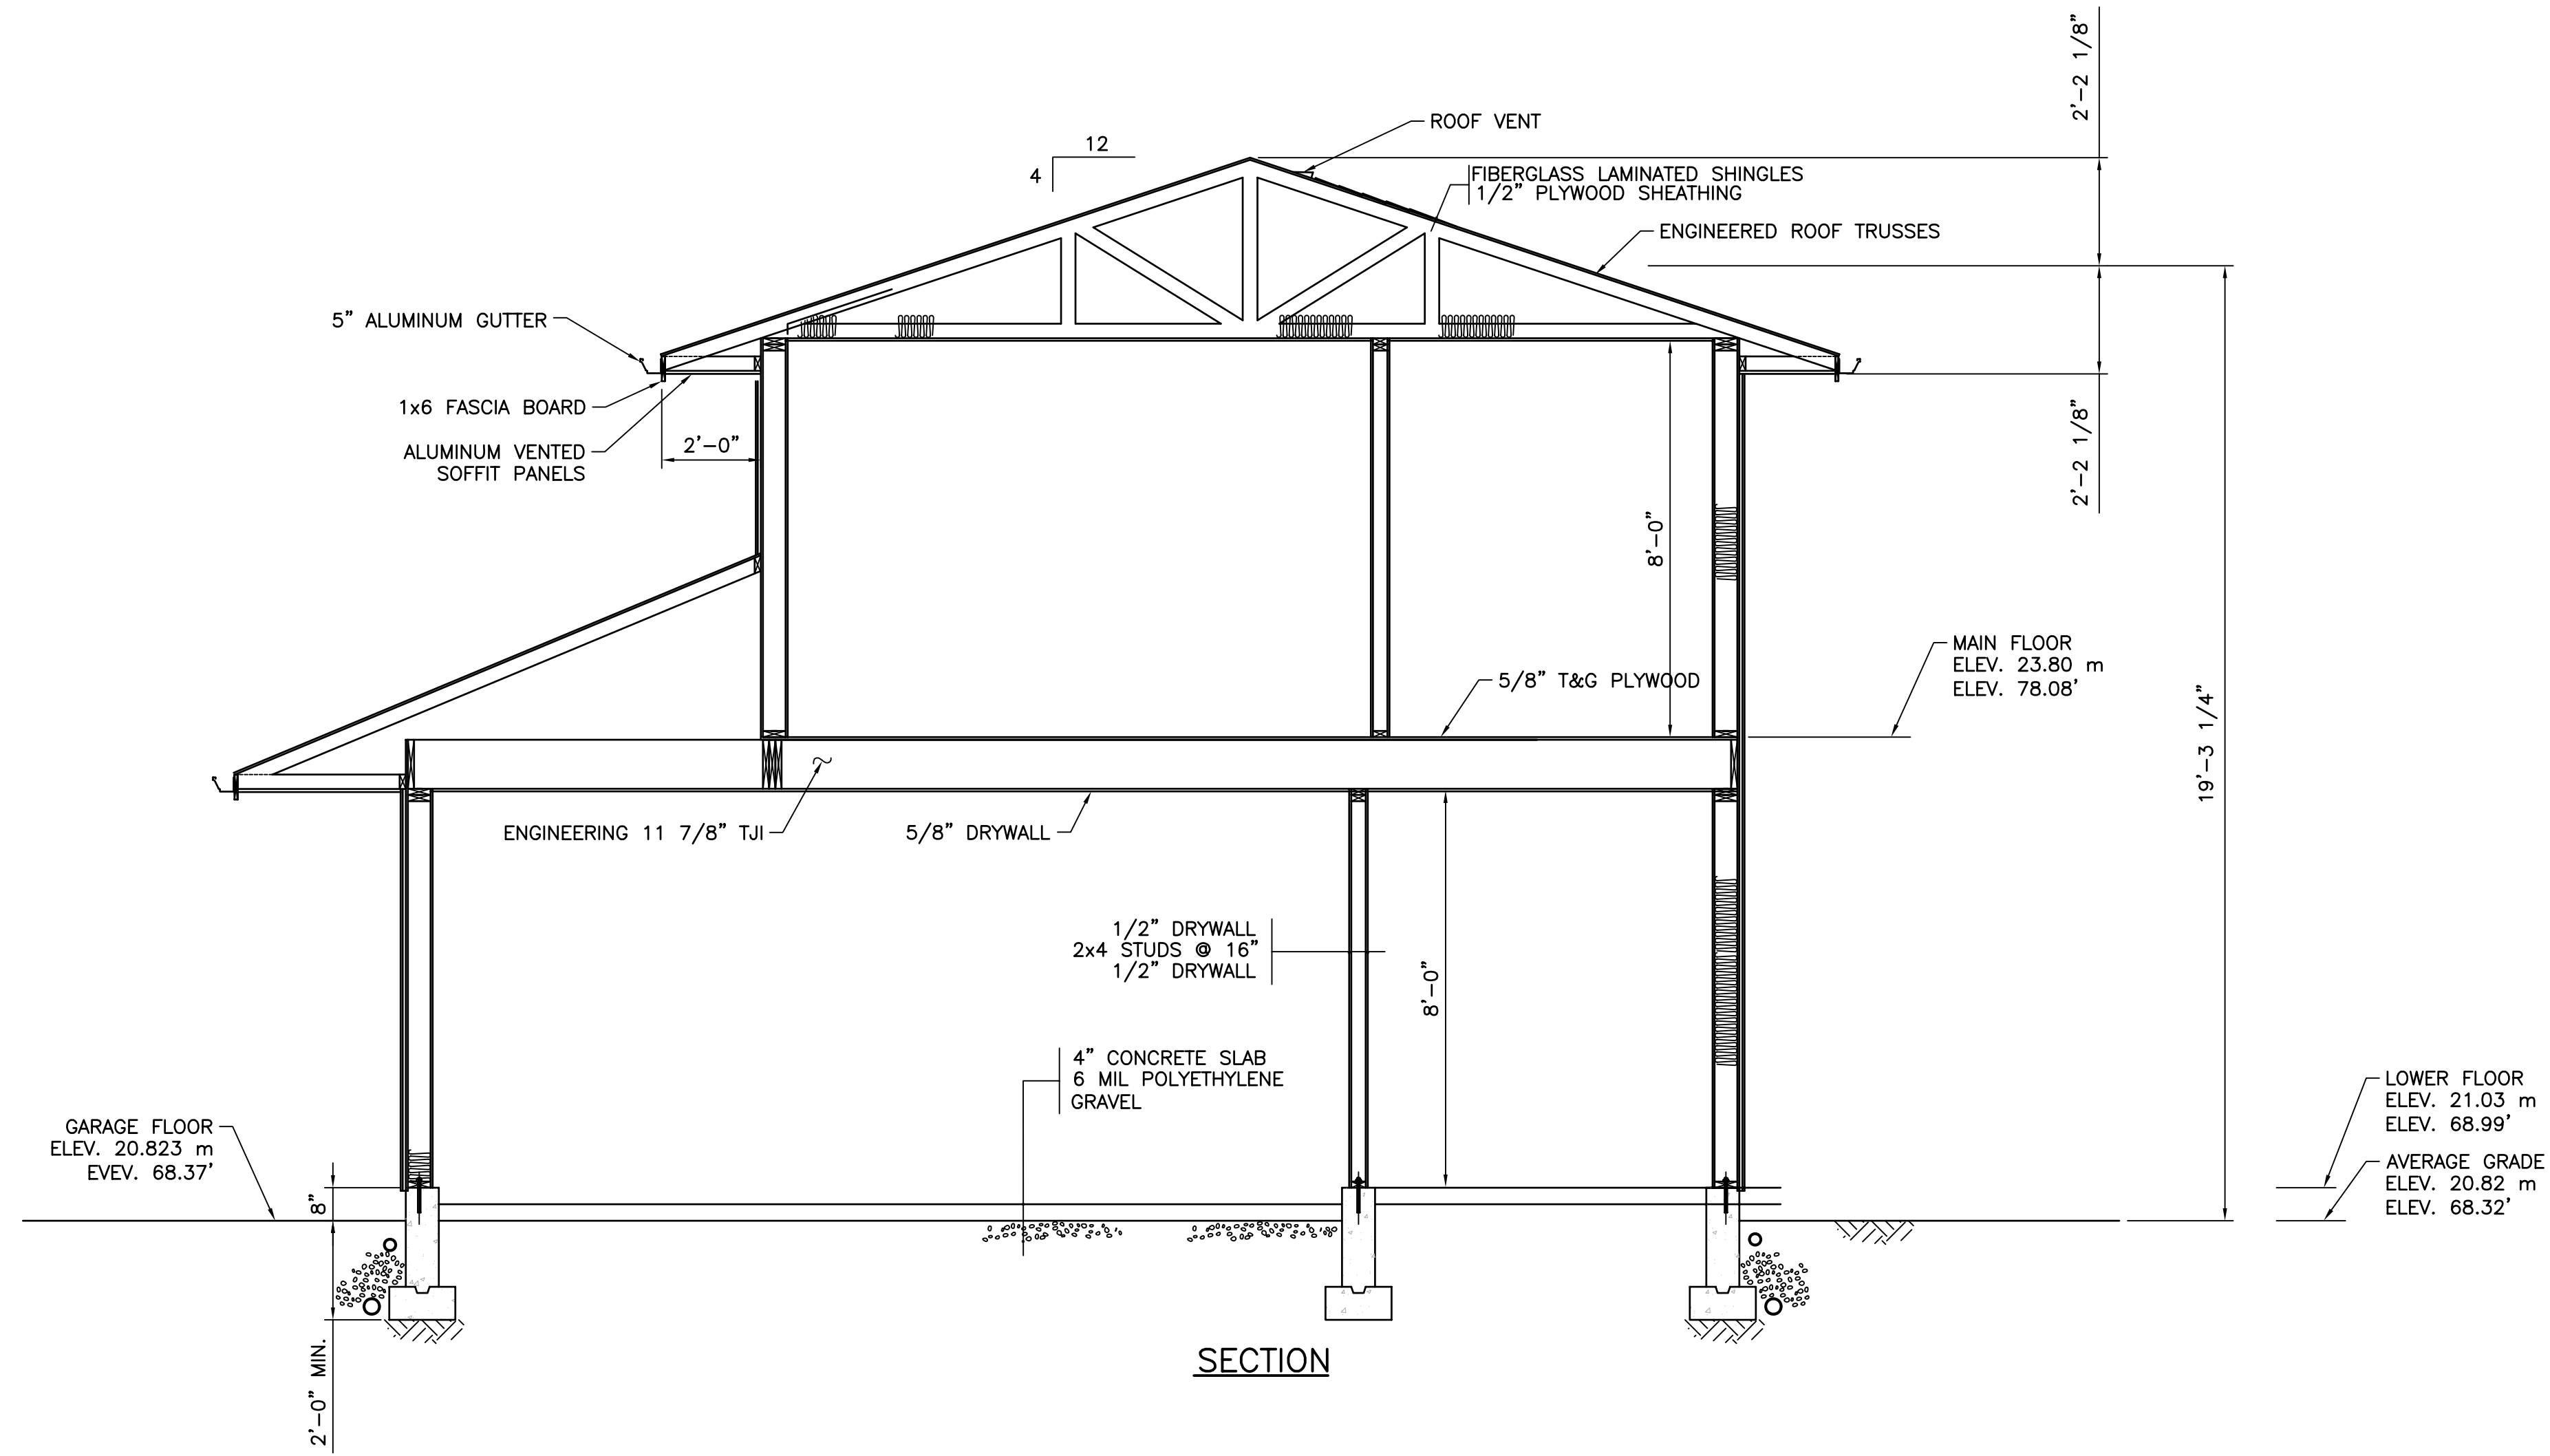 2'-2 1/8"
ROOF VENT
12
4
FIBERGLASS LAMINATED SHINGLES
1/2" PLYWOOD SHEATHING
ENGINEERED ROOF TRUSSES
5" ALUMINUM GUTTER
1x6 FASCIA BOARD
ALUMINUM VENTED
SOFFIT PANELS
2'-0"
2'-2 1/8"
8'-0"
MAIN FLOOR
ELEV. 23.80 m
ELEV. 78.08'
5/8" T&G PLYWOOD
19'-3 1/4"
ENGINEERING 11 7/8" TJI
5/8" DRYWALL
1/2" DRYWALL
2x4 STUDS @ 16"
1/2" DRYWALL
8'-0"
4" CONCRETE SLAB
6 MIL POLYETHYLENE
GRAVEL
LOWER FLOOR
ELEV. 21.03 m
ELEV. 68.99'
GARAGE FLOOR
ELEV. 20.823 m
EVEV. 68.37'
AVERAGE GRADE
ELEV. 20.82 m
ELEV. 68.32'
8"
2'-0" MIN.
SECTION